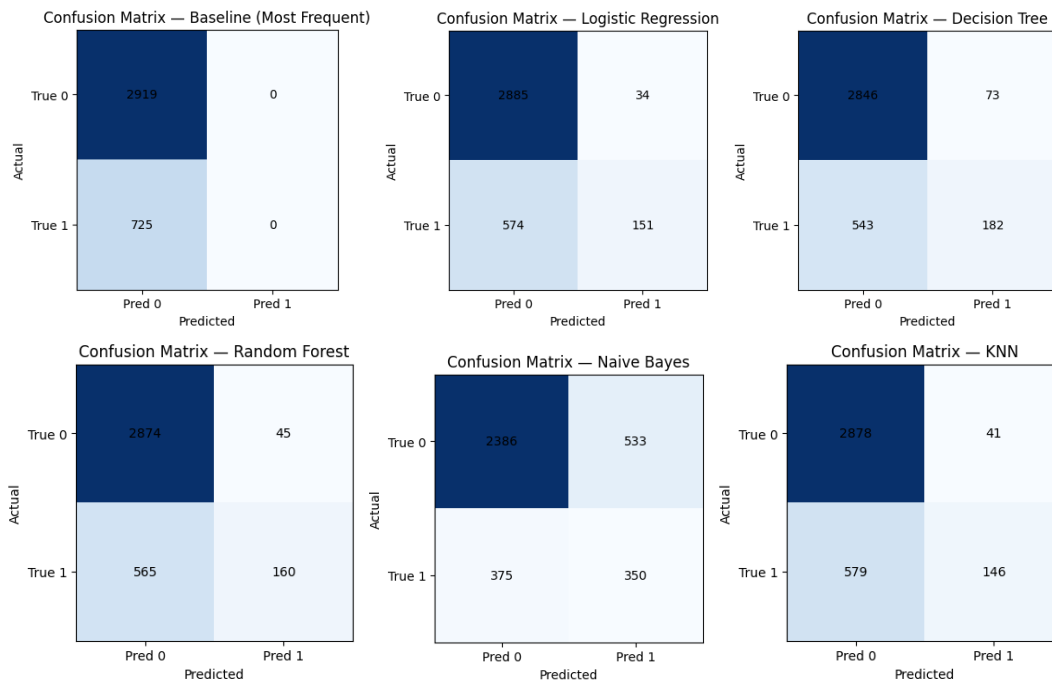 Confusion Matrix — Baseline (Most Frequent)
True 0
2919
0
Actual
True 1
725
0
Pred 0
Pred 1
Predicted
Confusion Matrix — Logistic Regression
True 0
2885
34
Actual
True 1
574
151
Pred 0
Pred 1
Predicted
Confusion Matrix — Decision Tree
True 0
2846
73
Actual
True 1
543
182
Pred 0
Pred 1
Predicted
Confusion Matrix — Random Forest
True 0
2874
45
Actual
True 1
565
160
Pred 0
Pred 1
Predicted
Confusion Matrix — Naive Bayes
True 0
2386
533
Actual
True 1
375
350
Pred 0
Pred 1
Predicted
Confusion Matrix — KNN
True 0
2878
41
Actual
True 1
579
146
Pred 0
Pred 1
Predicted